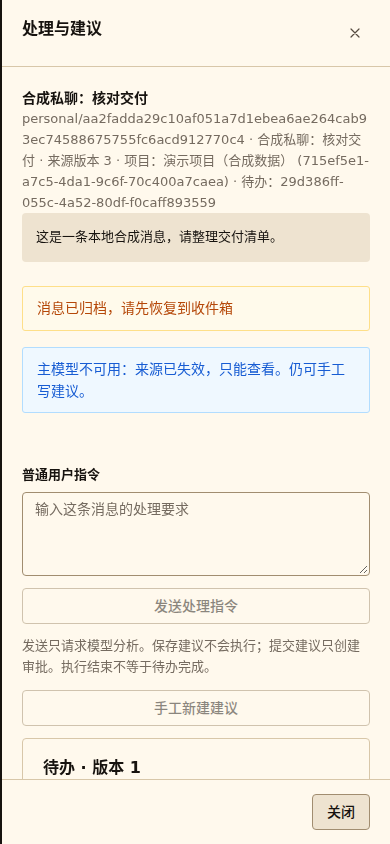 处理与建议
合成私聊：核对交付
personal/aa2fadda29c10af051a7d1ebea6ae264cab9
3ec74588675755fc6acd912770c4 · 合成私聊：核对交
付 · 来源版本 3 · 项目：演示项目（合成数据） (715ef5e1-
a7c5-4da1-9c6f-70c400a7caea) · 待办：29d386ff-
055c-4a52-80df-f0caff893559
这是一条本地合成消息，请整理交付清单。
消息已归档，请先恢复到收件箱
主模型不可用：来源已失效，只能查看。仍可手工
写建议。
普通用户指令
输入这条消息的处理要求
发送处理指令
发送只请求模型分析。保存建议不会执行；提交建议只创建
审批。执行结束不等于待办完成。
手工新建建议
待办 · 版本 1
关闭